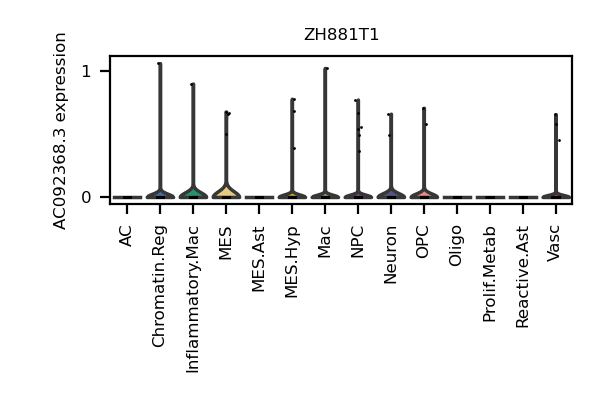 ZH881T1
AC092368.3 expression
1
0
AC
Chromatin.Reg
Inflammatory.Mac
MES
MES.Ast
MES.Hyp
Mac
NPC
Neuron
OPC
Oligo
Prolif.Metab
Reactive.Ast
Vasc